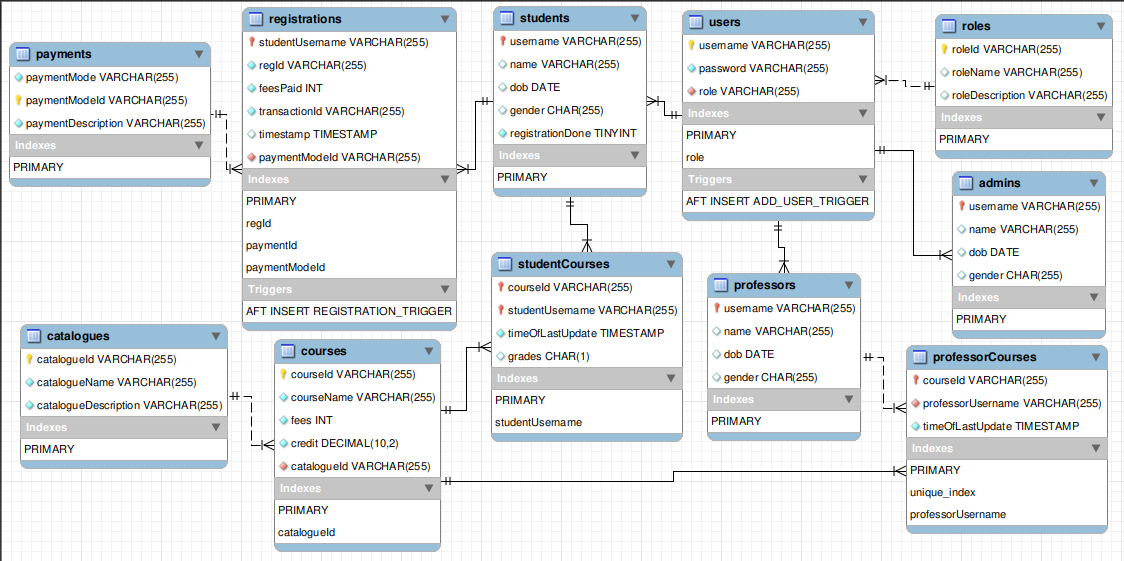 payments
paymentMode VARCHAR(255)
paymentModeId VARCHAR(255)
paymentDescription VARCHAR(255)
Indexes
PRIMARY
registrations
studentUsername VARCHAR(255)
regId VARCHAR(255)
feesPaid INT
transactionId VARCHAR(255)
timestamp TIMESTAMP
paymentModeId VARCHAR(255)
Indexes
PRIMARY
regId
paymentId
paymentModeId
Triggers
AFT INSERT REGISTRATION_TRIGGER
students
username VARCHAR(255)
name VARCHAR(255)
dob DATE
gender CHAR(255)
registrationDone TINYINT
Indexes
PRIMARY
users
username VARCHAR(255)
password VARCHAR(255)
role VARCHAR(255)
Indexes
PRIMARY
role
Triggers
AFT INSERT ADD_USER_TRIGGER
roles
roleId VARCHAR(255)
roleName VARCHAR(255)
roleDescription VARCHAR(255)
Indexes
PRIMARY
admins
username VARCHAR(255)
name VARCHAR(255)
dob DATE
gender CHAR(255)
Indexes
PRIMARY
studentCourses
courseId VARCHAR(255)
studentUsername VARCHAR(255)
timeOfLastUpdate TIMESTAMP
grades CHAR(1)
Indexes
PRIMARY
studentUsername
professors
username VARCHAR(255)
name VARCHAR(255)
dob DATE
gender CHAR(255)
Indexes
PRIMARY
catalogues
catalogueId VARCHAR(255)
catalogueName VARCHAR(255)
catalogueDescription VARCHAR(255)
Indexes
PRIMARY
courses
courseId VARCHAR(255)
courseName VARCHAR(255)
fees INT
credit DECIMAL(10,2)
catalogueId VARCHAR(255)
Indexes
PRIMARY
catalogueId
professorCourses
courseId VARCHAR(255)
professorUsername VARCHAR(255)
timeOfLastUpdate TIMESTAMP
Indexes
PRIMARY
unique_index
professorUsername